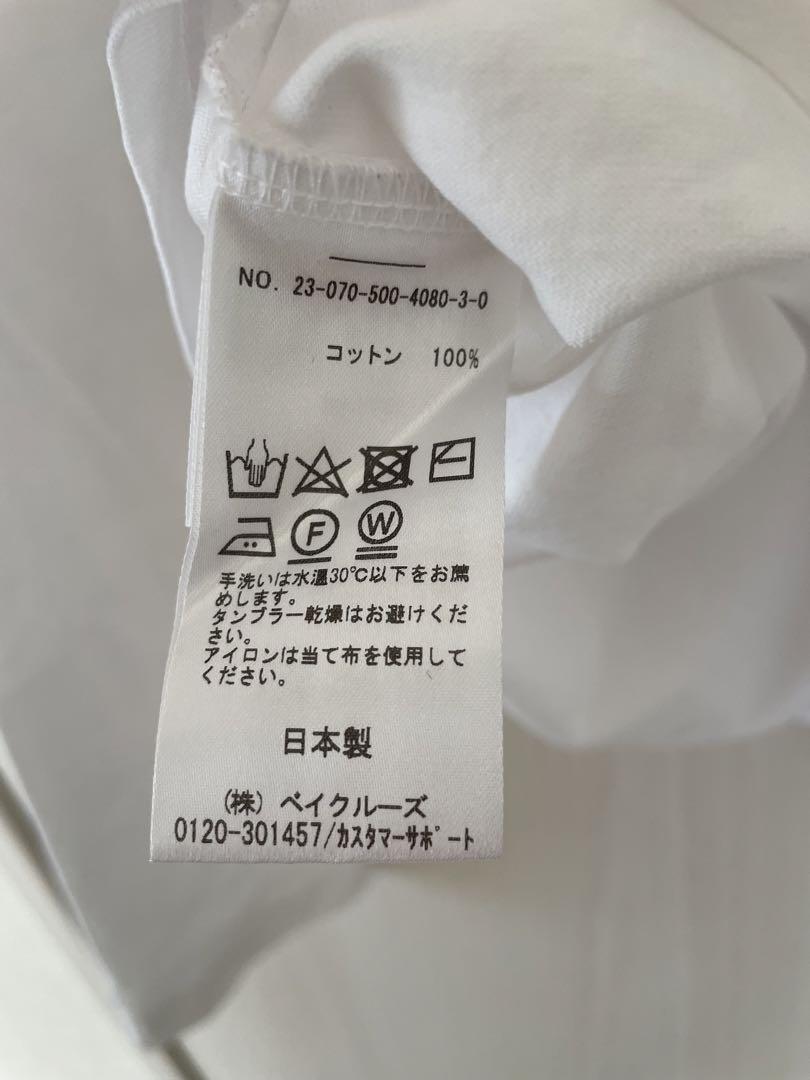 NO. 23-070-500-4080-3-0
コットン 100%
F W
手洗いは水温30℃以下をお薦
めします。
タンブラー乾燥はお避けくだ
さい。
アイロンは当て布を使用して
ください。
日本製
(株) ベイクルーズ
0120-301457/カスタマーサポート